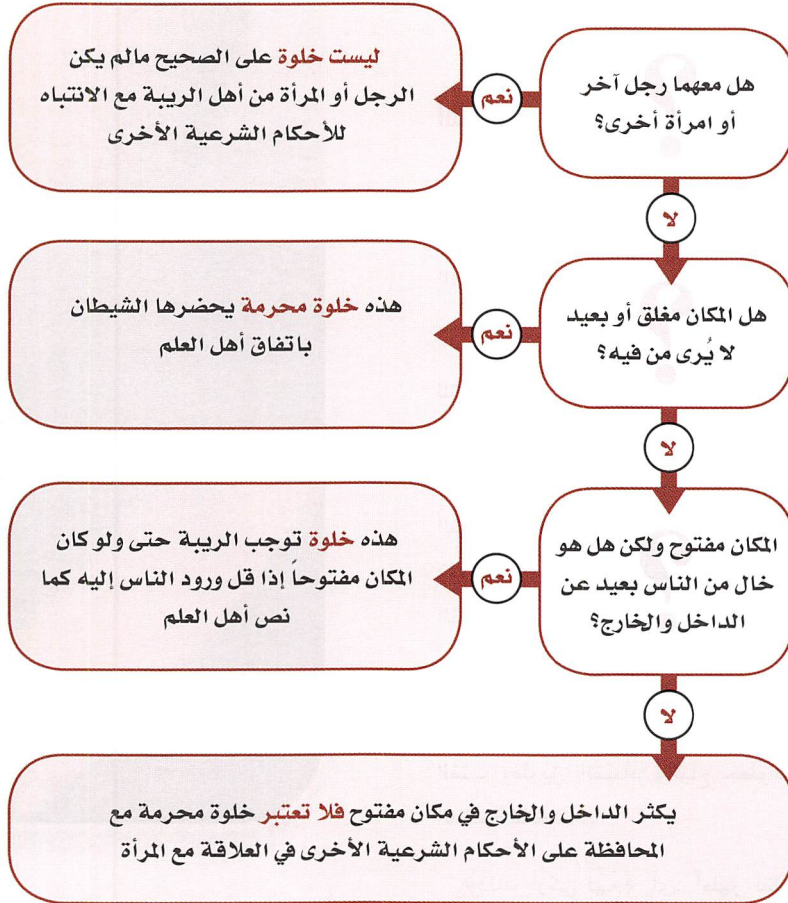 هل معهما رجل آخر
أو امرأة أخرى؟
نعم
ليست خلوة على الصحيح مالم يكن
الرجل أو المرأة من أهل الريبة مع الانتباه
للأحكام الشرعية الأخرى
لا
هل المكان مغلق أو بعيد
لا يُرى من فيه؟
نعم
هذه خلوة محرمة يحضرها الشيطان
باتفاق أهل العلم
لا
المكان مفتوح ولكن هل هو
خال من الناس بعيد عن
الداخل والخارج؟
نعم
هذه خلوة توجب الريبة حتى ولو كان
المكان مفتوحاً إذا قل ورود الناس إليه كما
نص أهل العلم
لا
يكثر الداخل والخارج في مكان مفتوح فلا تعتبر خلوة محرمة مع
المحافظة على الأحكام الشرعية الأخرى في العلاقة مع المرأة